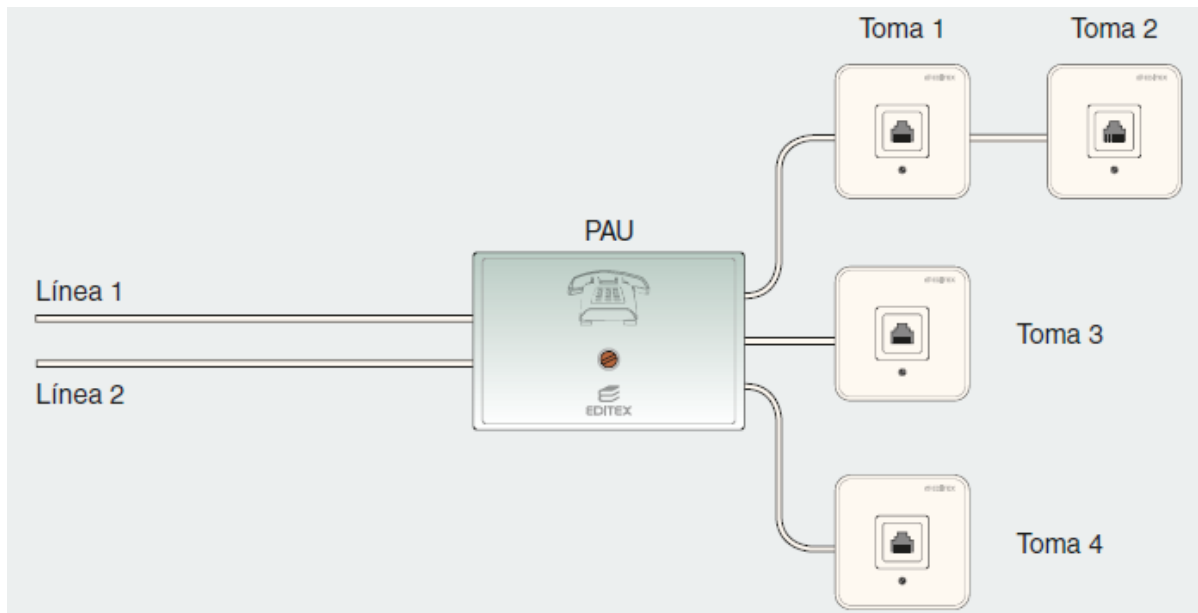 Toma 1
Toma 2
PAU
Línea 1
Línea 2
EDITEX
Toma 3
Toma 4